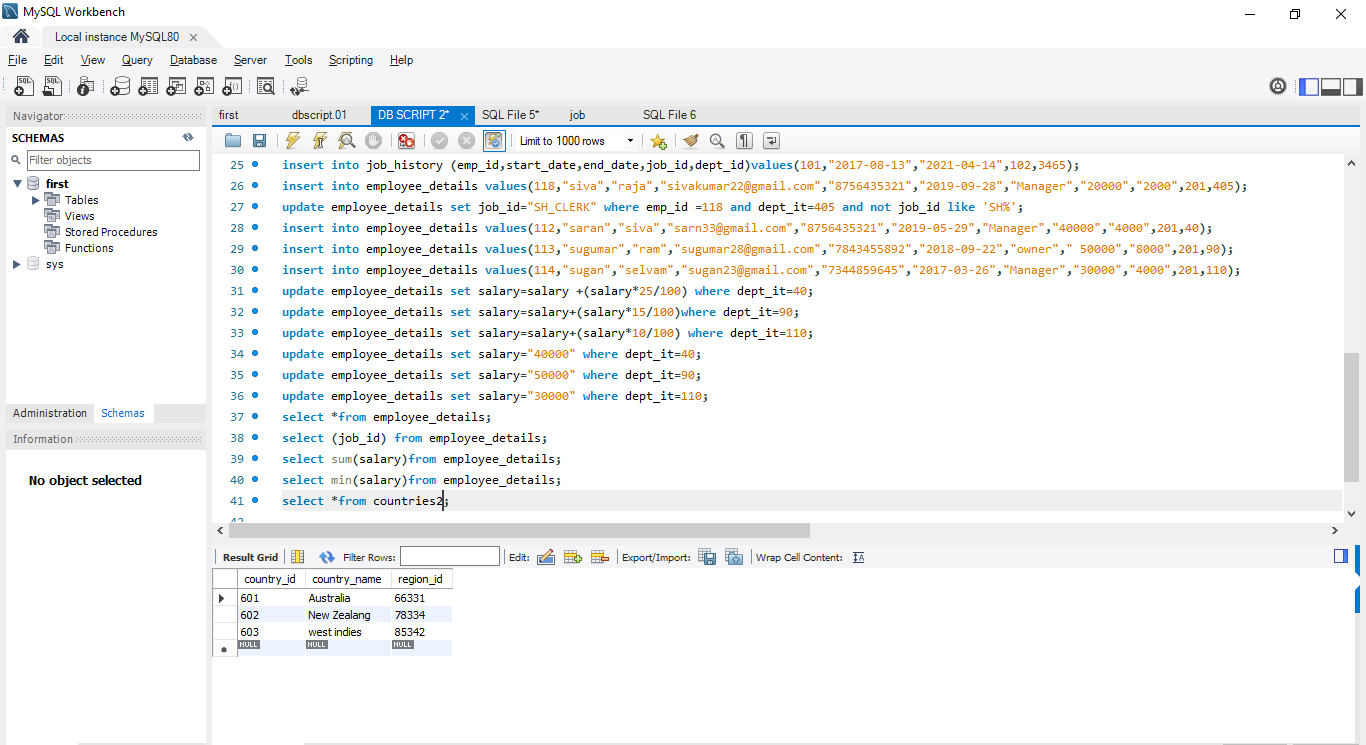 MySQL Workbench
Local instance MySQL80
File Edit View Query Database Server Tools Scripting Help
Navigator
SCHEMAS
Filter objects
first
Tables
Views
Stored Procedures
Functions
sys
Administration Schemas
Information
No object selected
first dbscript.01 DB SCRIPT 2* SQL File 5* job SQL File 6
Limit to 1000 rows
25 insert into job_history (emp_id,start_date,end_date,job_id,dept_id)values(101,"2017-08-13","2021-04-14",102,3465);
26 insert into employee_details values(118,"siva","raja","sivakumar22@gmail.com","8756435321","2019-09-28","Manager","20000","2000",201,405);
27 update employee_details set job_id="SH_CLERK" where emp_id =118 and dept_it=405 and not job_id like 'SH%';
28 insert into employee_details values(112,"saran","siva","sarn33@gmail.com","8756435321","2019-05-29","Manager","40000","4000",201,40);
29 insert into employee_details values(113,"sugumar","ram","sugumar28@gmail.com","7843455892","2018-09-22","owner"," 50000","8000",201,90);
30 insert into employee_details values(114,"sugan","selvam","sugan23@gmail.com","7344859645","2017-03-26","Manager","30000","4000",201,110);
31 update employee_details set salary=salary +(salary*25/100) where dept_it=40;
32 update employee_details set salary=salary+(salary*15/100)where dept_it=90;
33 update employee_details set salary=salary+(salary*10/100) where dept_it=110;
34 update employee_details set salary="40000" where dept_it=40;
35 update employee_details set salary="50000" where dept_it=90;
36 update employee_details set salary="30000" where dept_it=110;
37 select *from employee_details;
38 select (job_id) from employee_details;
39 select sum(salary)from employee_details;
40 select min(salary)from employee_details;
41 select *from countries2;
42
Result Grid Filter Rows: Edit: Export/Import: Wrap Cell Content:
country_id country_name region_id
601 Australia 66331
602 New Zealang 78334
603 west indies 85342
NULL NULL NULL